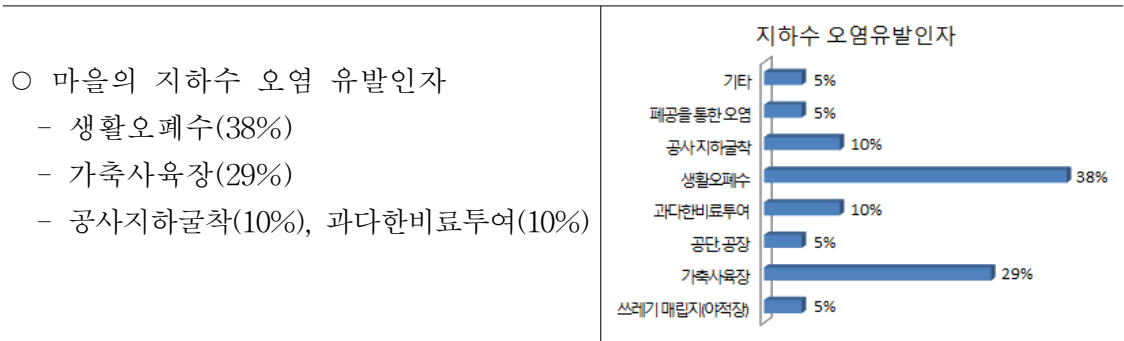 ○ 마을의 지하수 오염 유발인자
- 생활오폐수(38%)
- 가축사육장(29%)
- 공사지하굴착(10%), 과다한비료투여(10%)
지하수 오염유발인자
기타 5%
폐공을 통한 오염 5%
공사 지하굴착 10%
생활오폐수 38%
과다한비료투여 10%
공단, 공장 5%
가축사육장 29%
쓰레기 매립지(야적장) 5%